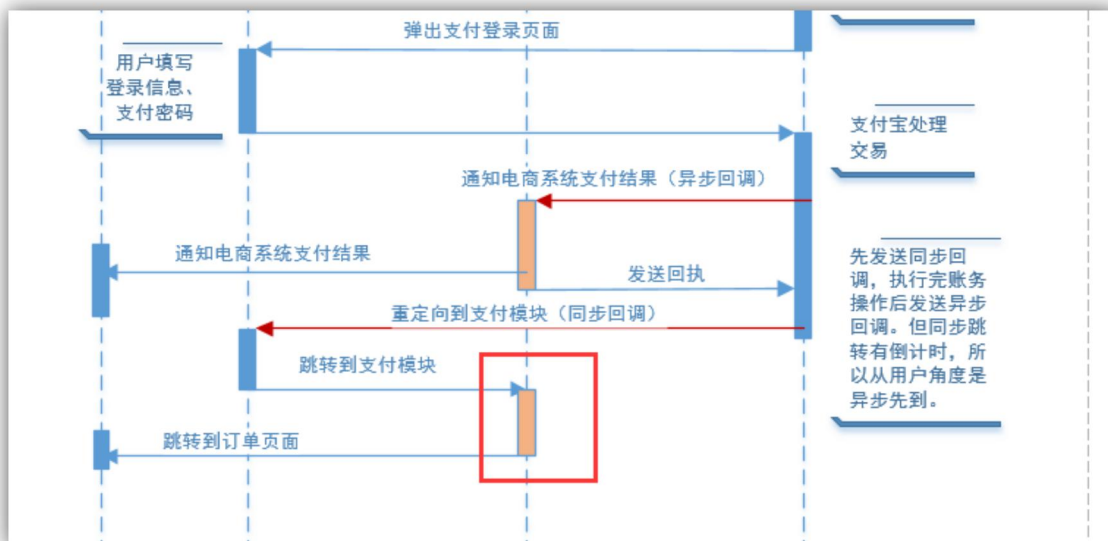 弹出支付登录页面
用户填写
登录信息、
支付密码
支付宝处理
交易
通知电商系统支付结果（异步回调）
通知电商系统支付结果
发送回执
先发送同步回
调，执行完账务
操作后发送异步
回调。但同步跳
转有倒计时，所
以从用户角度是
异步先到。
重定向到支付模块（同步回调）
跳转到支付模块
跳转到订单页面